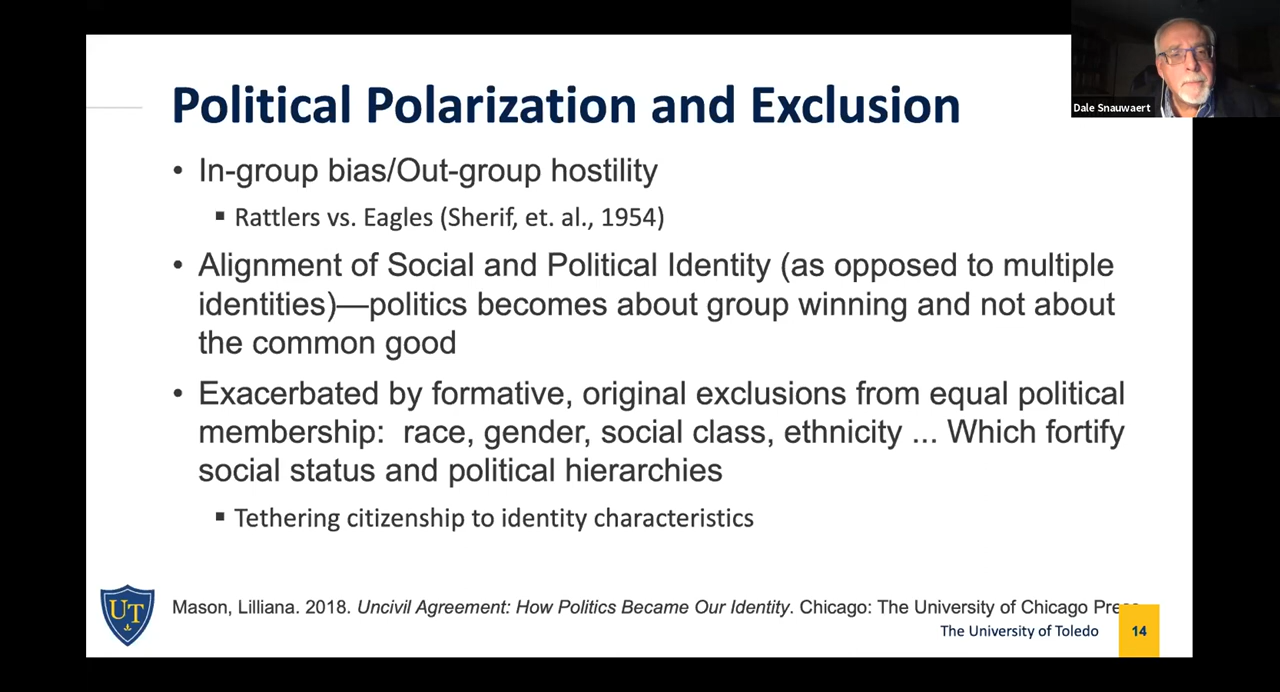 Dale Snauwaert
Political Polarization and Exclusion
• In-group bias/Out-group hostility
▪ Rattlers vs. Eagles (Sherif, et. al., 1954)
• Alignment of Social and Political Identity (as opposed to multiple
identities)—politics becomes about group winning and not about
the common good
• Exacerbated by formative, original exclusions from equal political
membership:  race, gender, social class, ethnicity ... Which fortify
social status and political hierarchies
▪ Tethering citizenship to identity characteristics
UT
Mason, Lilliana. 2018. Uncivil Agreement: How Politics Became Our Identity. Chicago: The University of Chicago Press.
The University of Toledo
14